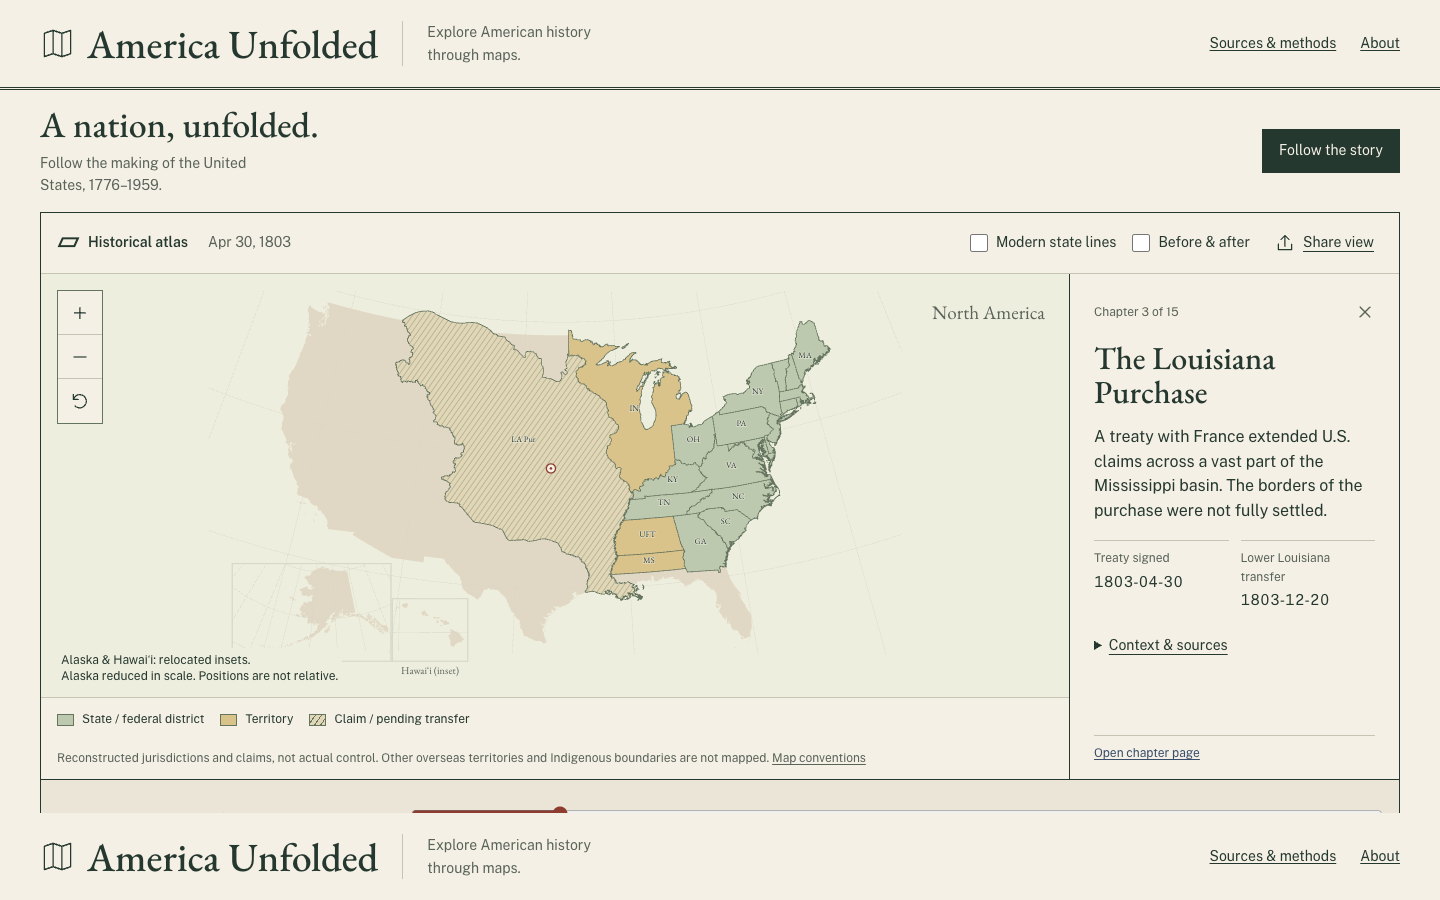 America Unfolded
Explore American history
through maps.
Sources & methods
About
A nation, unfolded.
Follow the making of the United
States, 1776–1959.
Follow the story
Historical atlas
Apr 30, 1803
Modern state lines
Before & after
Share view
North America
MA
NY
IN
PA
OH
LA Pur
VA
KY
NC
TN
SC
UFT
GA
MS
Alaska & Hawaiʻi: relocated insets.
Alaska reduced in scale. Positions are not relative.
Hawaiʻi (inset)
State / federal district
Territory
Claim / pending transfer
Reconstructed jurisdictions and claims, not actual control. Other overseas territories and Indigenous boundaries are not mapped. Map conventions
Chapter 3 of 15
The Louisiana
Purchase
A treaty with France extended U.S.
claims across a vast part of the
Mississippi basin. The borders of the
purchase were not fully settled.
Treaty signed
1803-04-30
Lower Louisiana
transfer
1803-12-20
Context & sources
Open chapter page
America Unfolded
Explore American history
through maps.
Sources & methods
About